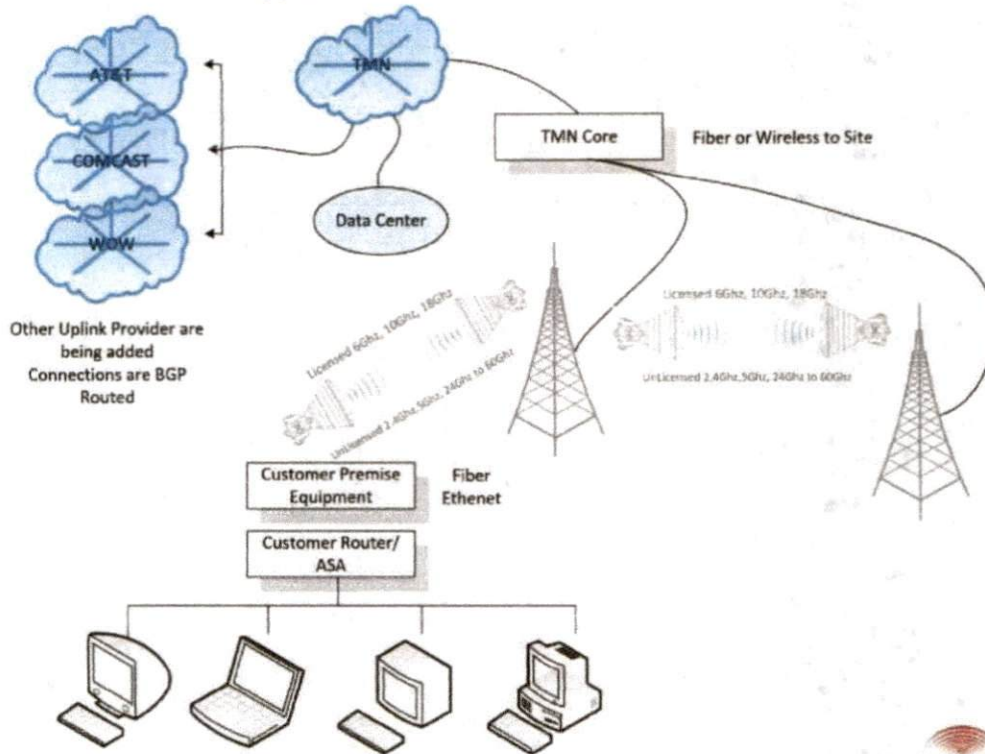 AT&T
COMCAST
WOW
Other Uplink Provider are
being added
Connections are BGP
Routed
TMN
Data Center
TMN Core
Fiber or Wireless to Site
Licensed 6Ghz, 10Ghz, 18Ghz
UnLicensed 2.4Ghz,5Ghz, 24Ghz to 60Ghz
Licensed 6Ghz, 10Ghz, 18Ghz
UnLicensed 2.4Ghz,5Ghz, 24Ghz to 60Ghz
Customer Premise
Equipment
Fiber
Ethenet
Customer Router/
ASA